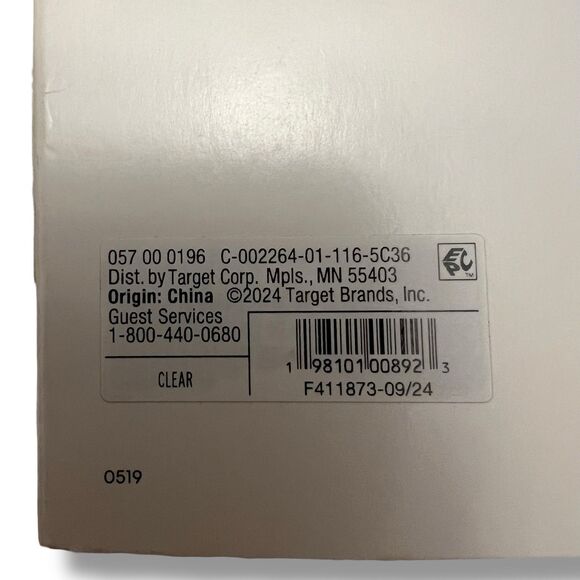 057 00 0196 C-002264-01-116-5C36
Dist. by Target Corp. Mpls., MN 55403
Origin: China ©2024 Target Brands, Inc.
Guest Services
1-800-440-0680
EPC™
CLEAR
1 98101 00892 3
F411873-09/24
0519